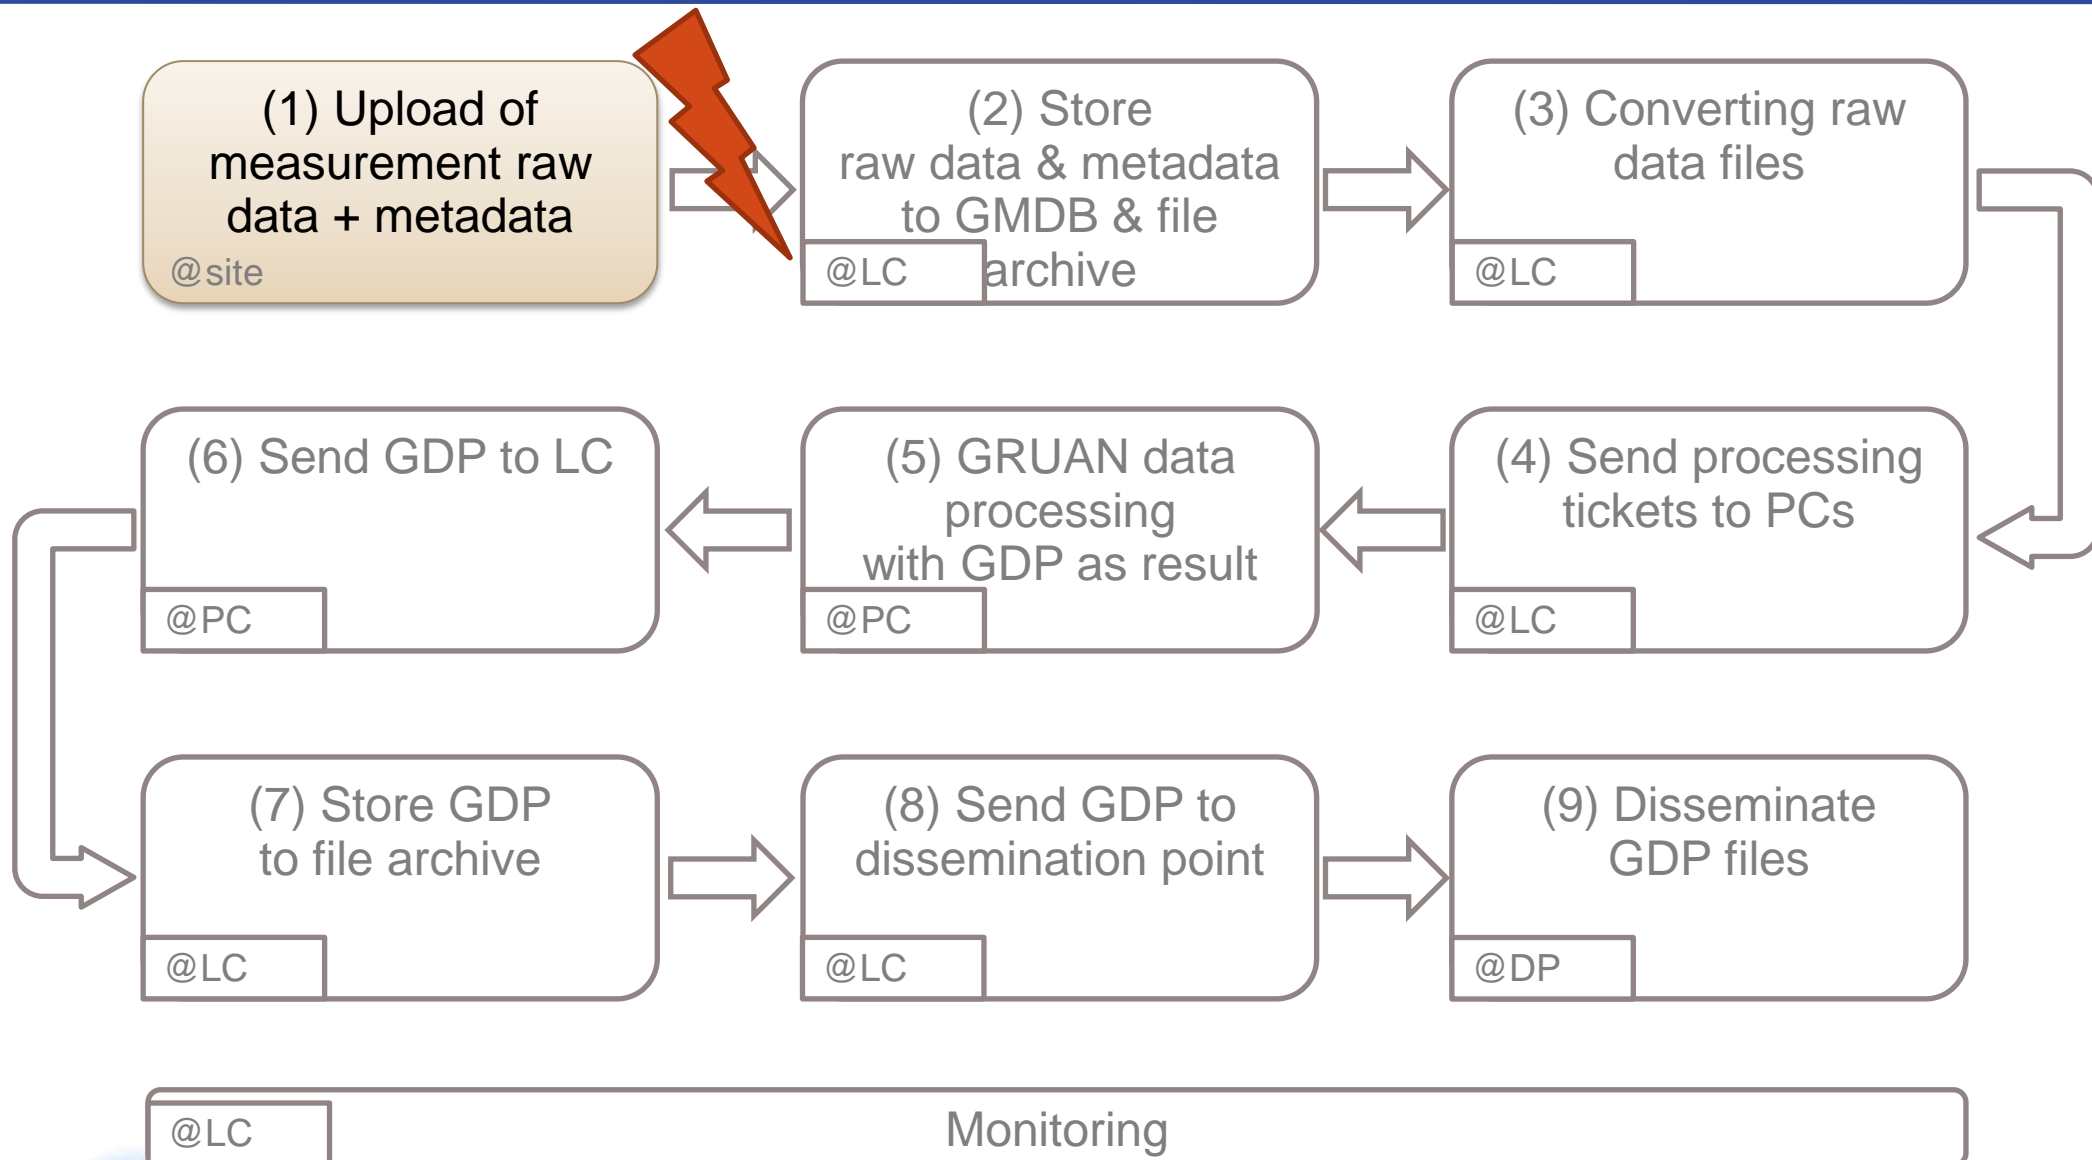 (1) Upload of
measurement raw
data + metadata
@site
(2) Store
raw data & metadata
to GMDB & file
archive
@LC
(3) Converting raw
data files
@LC
(6) Send GDP to LC
@PC
(5) GRUAN data
processing
with GDP as result
@PC
(4) Send processing
tickets to PCs
@LC
(7) Store GDP
to file archive
@LC
(8) Send GDP to
dissemination point
@LC
(9) Disseminate
GDP files
@DP
@LC
Monitoring